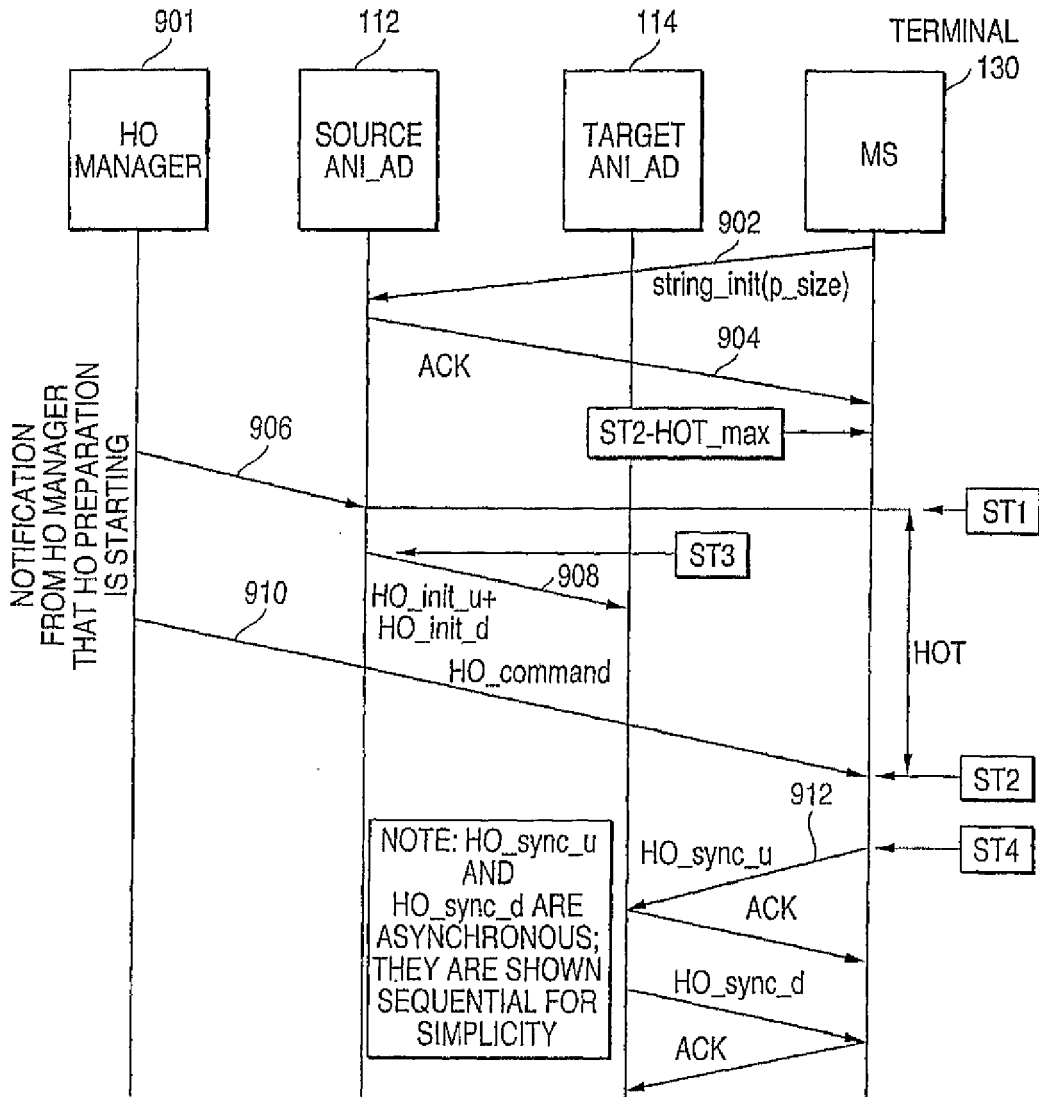 901
112
114
TERMINAL
130
HO
MANAGER
SOURCE
ANI_AD
TARGET
ANI_AD
MS
902
string_init(p_size)
904
ACK
ST2-HOT_max
NOTIFICATION
FROM HO MANAGER
THAT HO PREPARATION
IS STARTING
906
ST1
ST3
908
HO_init_u+
HO_init_d
910
HO_command
HOT
ST2
912
NOTE: HO_sync_u
AND
HO_sync_d ARE
ASYNCHRONOUS;
THEY ARE SHOWN
SEQUENTIAL FOR
SIMPLICITY
HO_sync_u
ST4
ACK
HO_sync_d
ACK